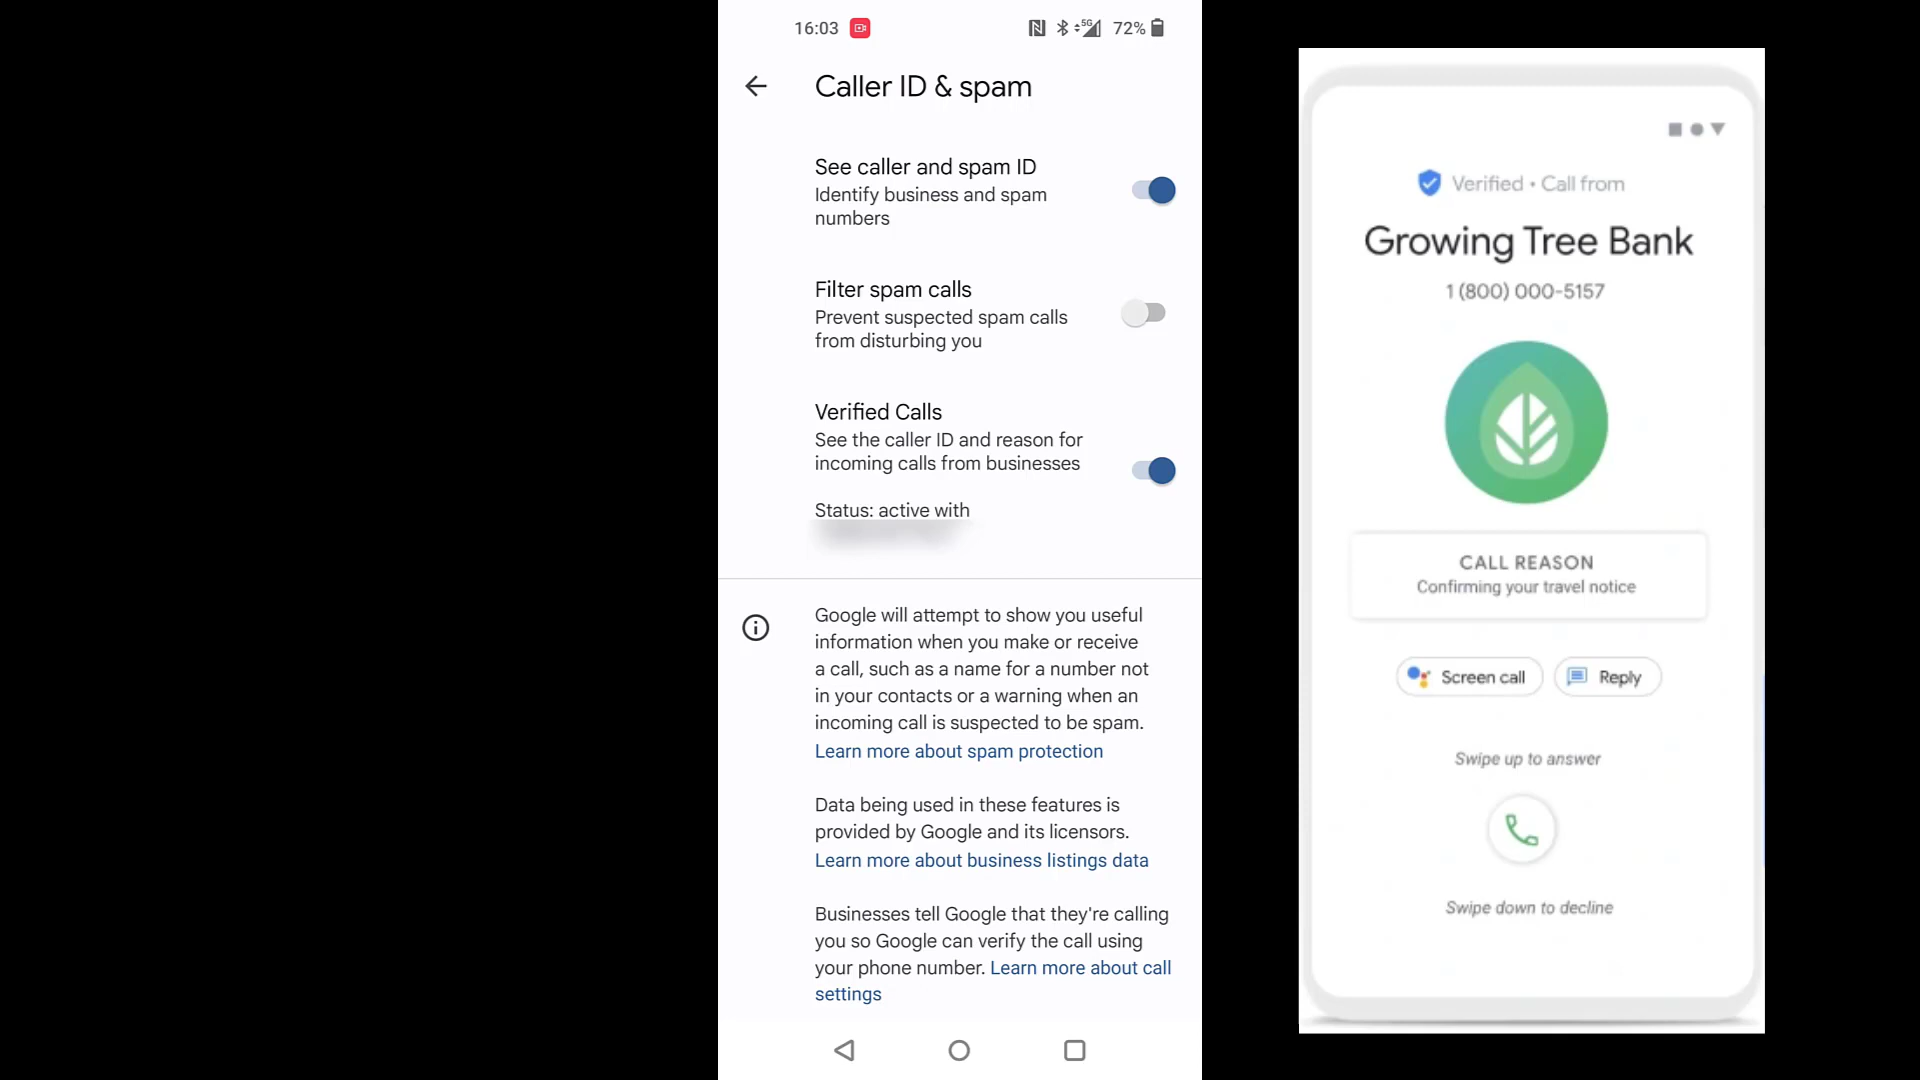 16:03
5G
72%
Caller ID & spam
See caller and spam ID
Identify business and spam
numbers
Filter spam calls
Prevent suspected spam calls
from disturbing you
Verified Calls
See the caller ID and reason for
incoming calls from businesses
Status: active with
Google will attempt to show you useful
information when you make or receive
a call, such as a name for a number not
in your contacts or a warning when an
incoming call is suspected to be spam.
Learn more about spam protection
Data being used in these features is
provided by Google and its licensors.
Learn more about business listings data
Businesses tell Google that they're calling
you so Google can verify the call using
your phone number. Learn more about call
settings
Verified • Call from
Growing Tree Bank
1 (800) 000-5157
CALL REASON
Confirming your travel notice
Screen call
Reply
Swipe up to answer
Swipe down to decline